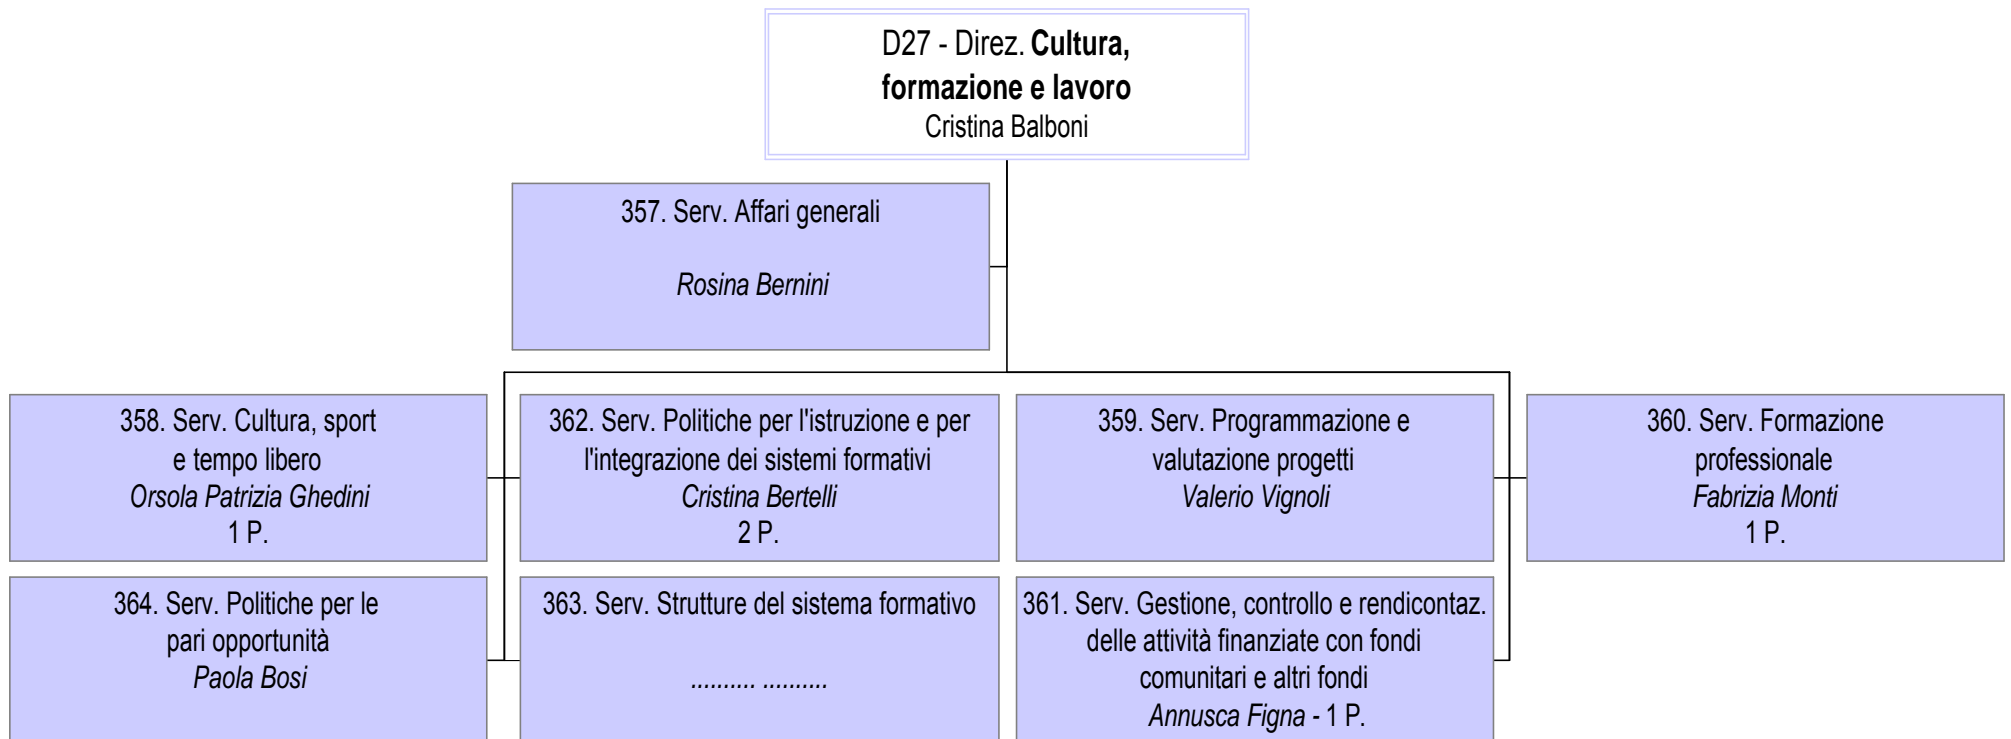 D27 - Direz. Cultura,
formazione e lavoro
Cristina Balboni
357. Serv. Affari generali
Rosina Bernini
358. Serv. Cultura, sport
e tempo libero
Orsola Patrizia Ghedini
1 P.
362. Serv. Politiche per l'istruzione e per
l'integrazione dei sistemi formativi
Cristina Bertelli
2 P.
359. Serv. Programmazione e
valutazione progetti
Valerio Vignoli
360. Serv. Formazione
professionale
Fabrizia Monti
1 P.
364. Serv. Politiche per le
pari opportunità
Paola Bosi
363. Serv. Strutture del sistema formativo
.......... ..........
361. Serv. Gestione, controllo e rendicontaz.
delle attività finanziate con fondi
comunitari e altri fondi
Annusca Figna - 1 P.